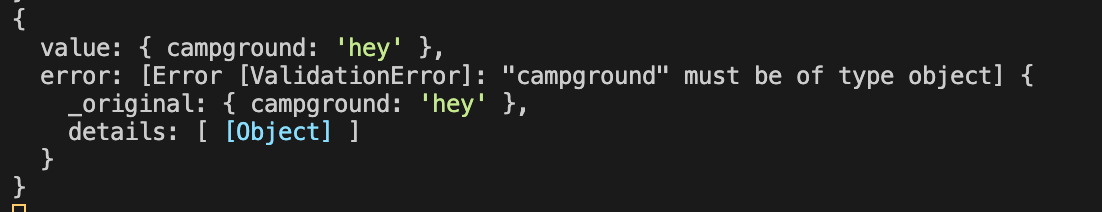 {
  value: { campground: 'hey' },
  error: [Error [ValidationError]: "campground" must be of type object] {
    _original: { campground: 'hey' },
    details: [ [Object] ]
  }
}